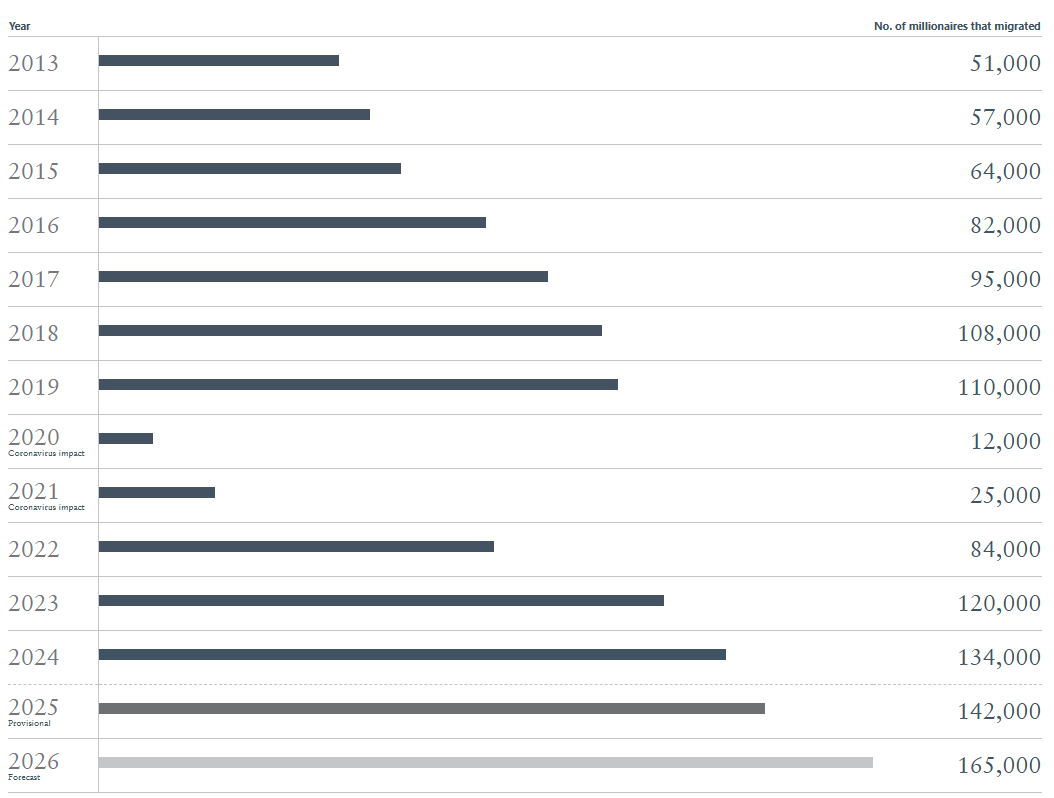 Year No. of millionaires that migrated
2013 51,000
2014 57,000
2015 64,000
2016 82,000
2017 95,000
2018 108,000
2019 110,000
2020 12,000
Coronavirus impact
2021 25,000
Coronavirus impact
2022 84,000
2023 120,000
2024 134,000
2025 142,000
Provisional
2026 165,000
Forecast